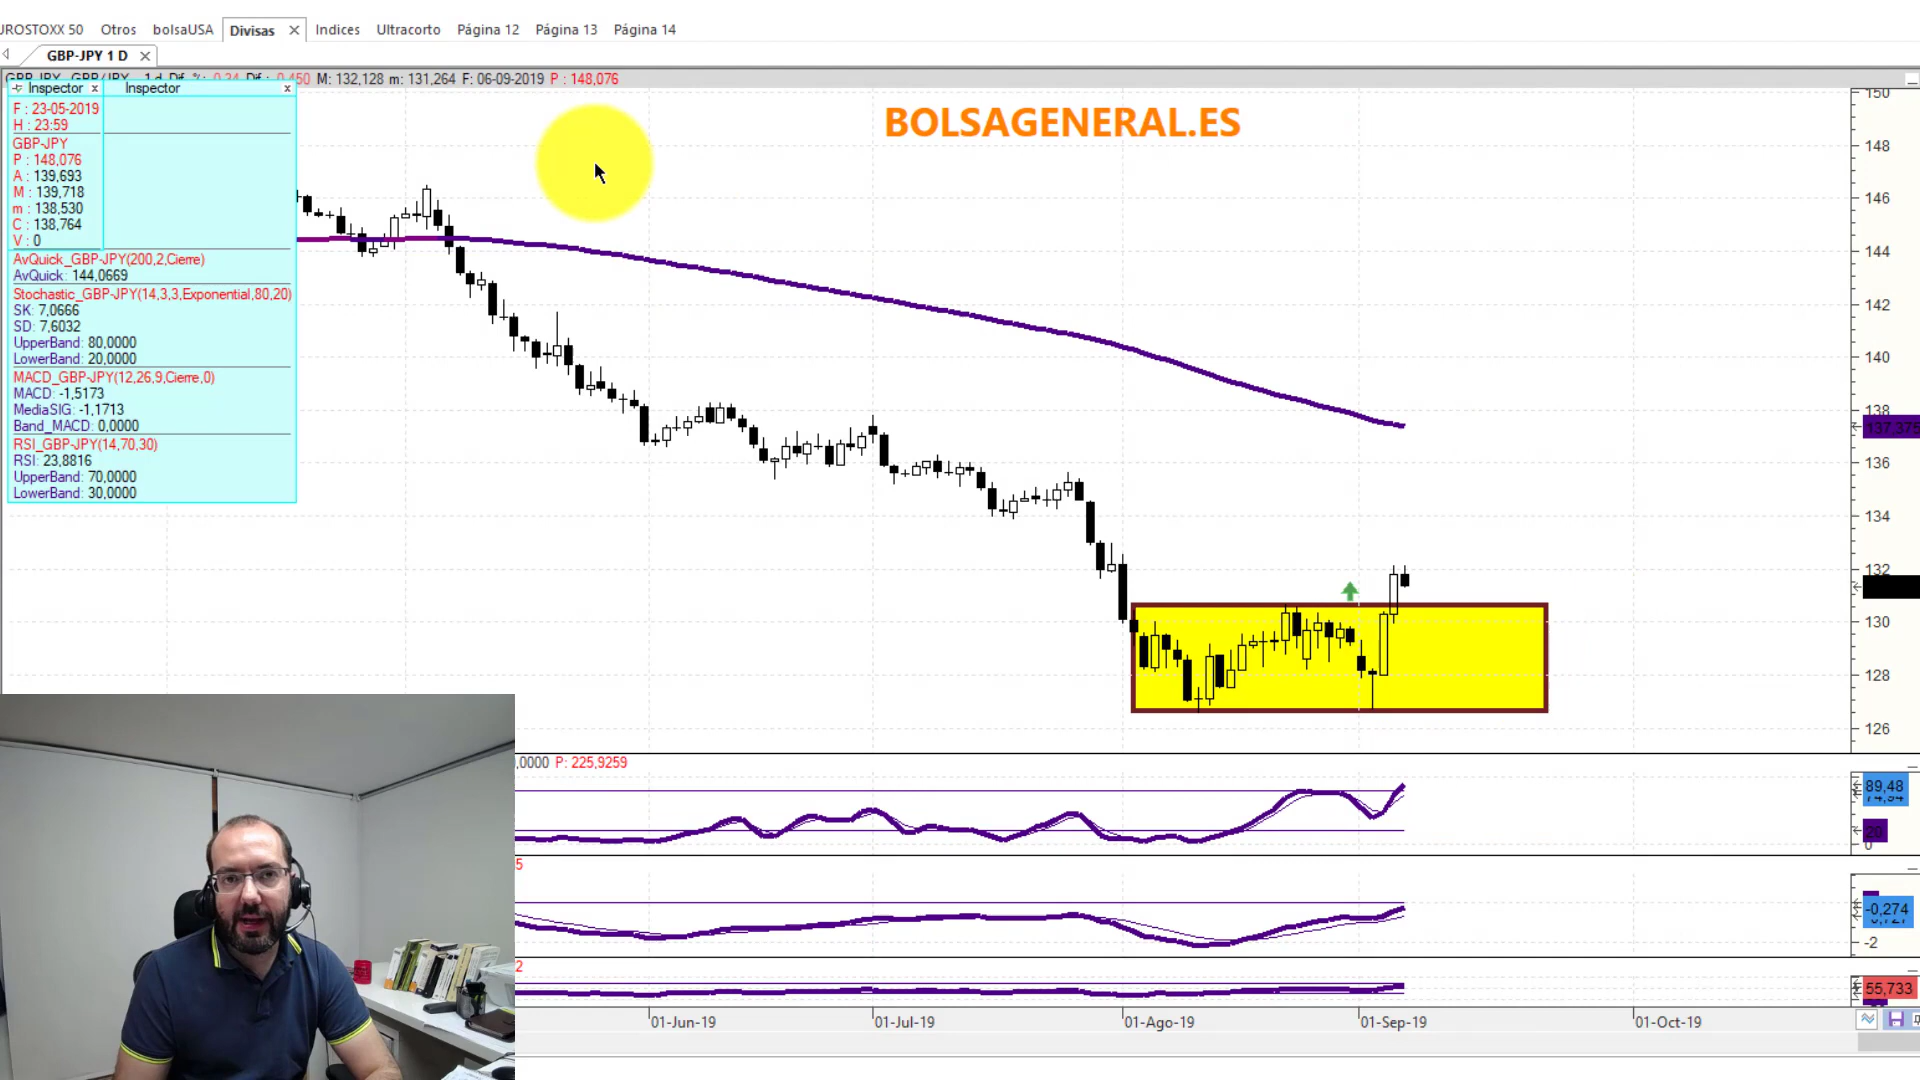 UROSTOXX 50 Otros bolsaUSA Divisas Indices Ultracorto Página 12 Página 13 Página 14
GBP-JPY 1 D
M: 132,128 m: 131,264 F: 06-09-2019 P : 148,076
Inspector Inspector
F : 23-05-2019
H : 23:59
GBP-JPY
P : 148,076
A : 139,693
M : 139,718
m : 138,530
C : 138,764
V : 0
AvQuick_GBP-JPY(200,2,Cierre)
AvQuick: 144,0669
Stochastic_GBP-JPY(14,3,3,Exponential,80,20)
SK: 7,0666
SD: 7,6032
UpperBand: 80,0000
LowerBand: 20,0000
MACD_GBP-JPY(12,26,9,Cierre,0)
MACD: -1,5173
MediaSIG: -1,1713
Band_MACD: 0,0000
RSI_GBP-JPY(14,70,30)
RSI: 23,8816
UpperBand: 70,0000
LowerBand: 30,0000
BOLSAGENERAL.ES
150
148
146
144
142
140
138
137,375
136
134
132
130
128
126
,0000 P: 225,9259
89,48
20
0
5
-0,274
-2
2
55,733
01-Jun-19 01-Jul-19 01-Ago-19 01-Sep-19 01-Oct-19